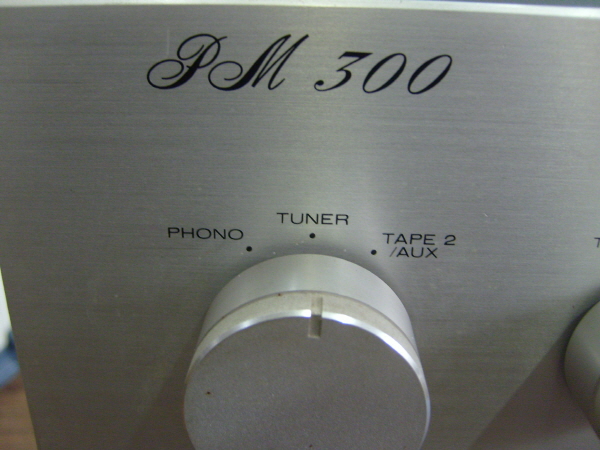 PM 300
TUNER
PHONO
TAPE 2
/AUX
T